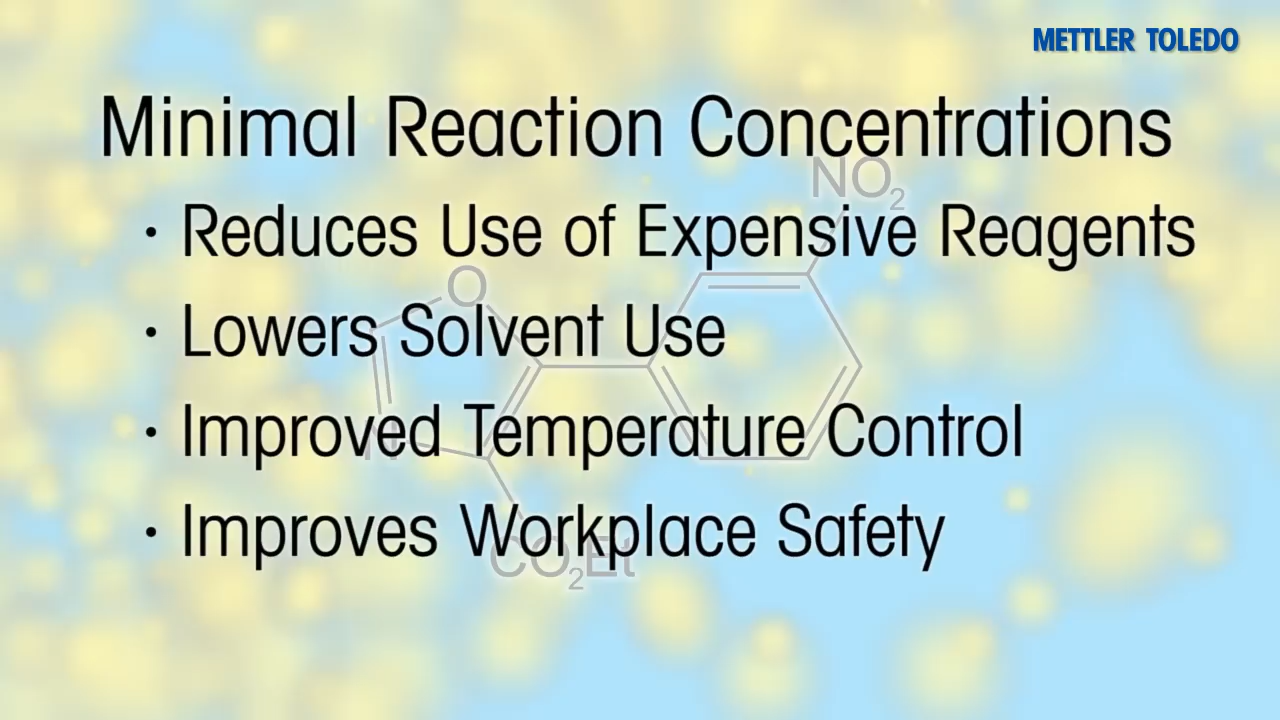 METTLER TOLEDO
Minimal Reaction Concentrations
NO2
· Reduces Use of Expensive Reagents
O
· Lowers Solvent Use
· Improved Temperature Control
N
· Improves Workplace Safety
CO2Et